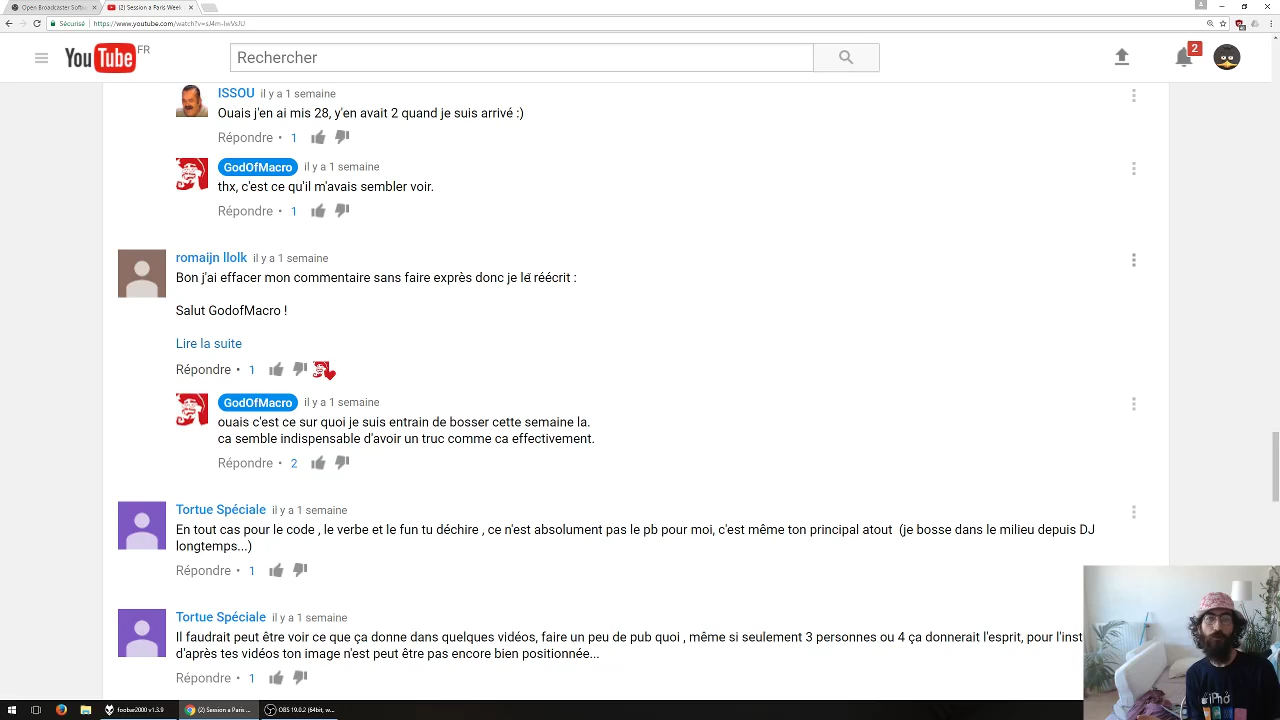 Open Broadcaster Softw
(2) Session a Paris Week
Sécurisé
https://www.youtube.com/watch?v=sJ4m-IwVsJU
YouTube FR
Rechercher
2
ISSOU il y a 1 semaine
Ouais j'en ai mis 28, y'en avait 2 quand je suis arrivé :)
Répondre • 1
GodOfMacro il y a 1 semaine
thx, c'est ce qu'il m'avais sembler voir.
Répondre • 1
romaijn llolk il y a 1 semaine
Bon j'ai effacer mon commentaire sans faire exprès donc je le réécrit :
Salut GodofMacro !
Lire la suite
Répondre • 1
GodOfMacro il y a 1 semaine
ouais c'est ce sur quoi je suis entrain de bosser cette semaine la.
ca semble indispensable d'avoir un truc comme ca effectivement.
Répondre • 2
Tortue Spéciale il y a 1 semaine
En tout cas pour le code , le verbe et le fun tu déchire , ce n'est absolument pas le pb pour moi, c'est même ton principal atout (je bosse dans le milieu depuis DJ
longtemps...)
Répondre • 1
Tortue Spéciale il y a 1 semaine
Il faudrait peut être voir ce que ça donne dans quelques vidéos, faire un peu de pub quoi , même si seulement 3 personnes ou 4 ça donnerait l'esprit, pour l'inst
d'après tes vidéos ton image n'est peut être pas encore bien positionnée...
Répondre • 1
foobar2000 v1.3.9
(2) Session a Paris ...
OBS 19.0.2 (64bit, w...